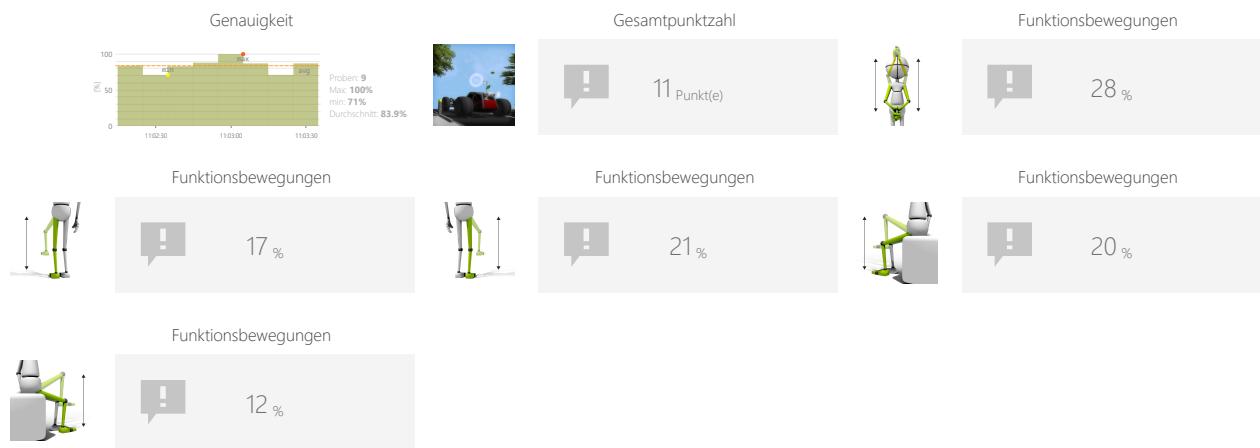 Genauigkeit
100
50
0
(%)
min
max
avg
11:02:30
11:03:00
11:03:30
Proben: 9
Max: 100%
min: 71%
Durchschnitt: 83.9%
Gesamtpunktzahl
11 Punkt(e)
Funktionsbewegungen
28 %
Funktionsbewegungen
17 %
Funktionsbewegungen
21 %
Funktionsbewegungen
20 %
Funktionsbewegungen
12 %